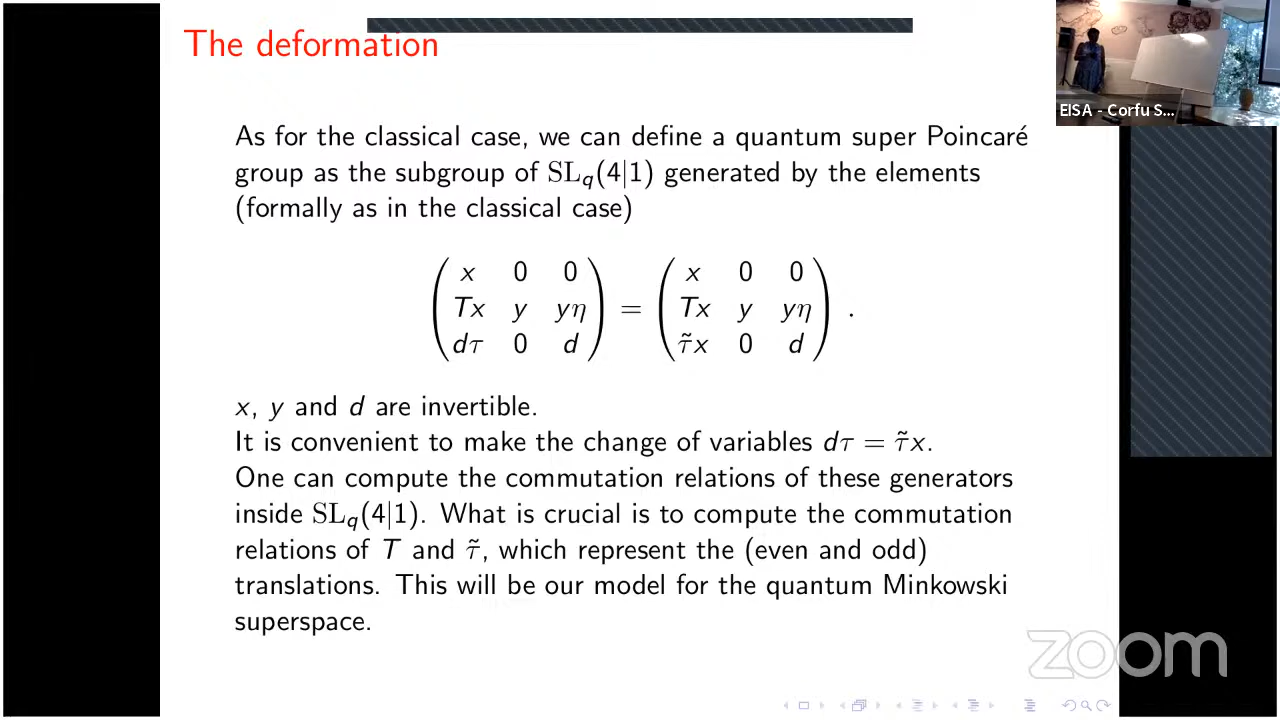 The deformation
EISA - Corfu S...
As for the classical case, we can define a quantum super Poincaré
group as the subgroup of SL_q(4|1) generated by the elements
(formally as in the classical case)
( x 0 0 ) ( x 0 0 )
( Tx y yη ) = ( Tx y yη ) .
( dτ 0 d ) ( τ̃x 0 d )
x, y and d are invertible.
It is convenient to make the change of variables dτ = τ̃x.
One can compute the commutation relations of these generators
inside SL_q(4|1). What is crucial is to compute the commutation
relations of T and τ̃, which represent the (even and odd)
translations. This will be our model for the quantum Minkowski
superspace.
zoom